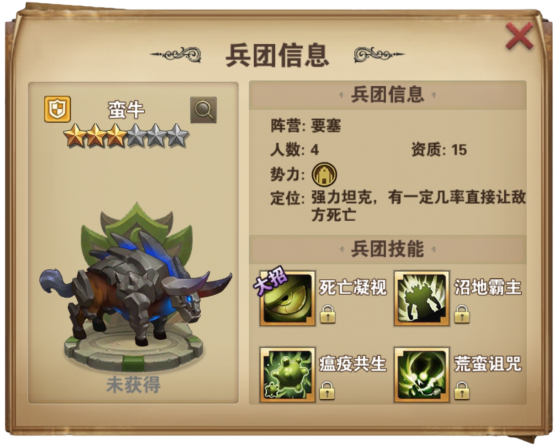 兵团信息
蛮牛
未获得
兵团信息
阵营: 要塞
人数: 4 资质: 15
势力:
定位: 强力坦克，有一定几率直接让敌
方死亡
兵团技能
大招
死亡凝视
沼地霸主
瘟疫共生
荒蛮诅咒